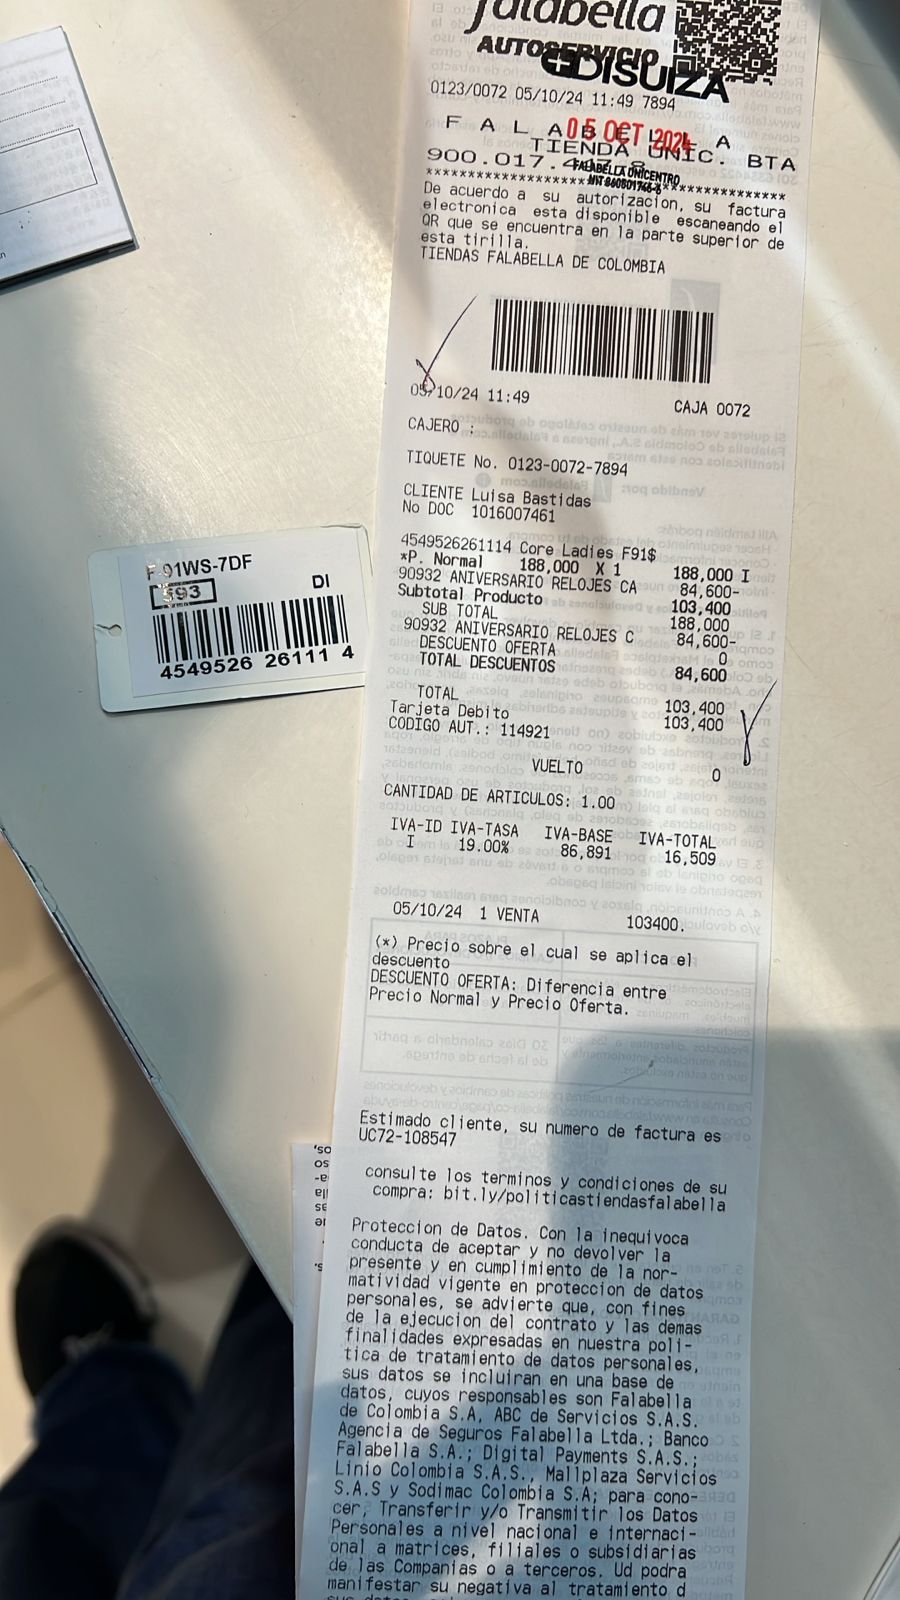 falabella
AUTOSERVICIO
EDISUIZA
0123/0072 05/10/24 11:49 7894
F A L A B E L L A
05 OCT 2024
TIENDA UNIC. BTA
900.017.447-8
FALABELLA UNICENTRO
NIT 860801746-6
****************************************
De acuerdo a su autorizacion, su factura
electronica esta disponible escaneando el
QR que se encuentra en la parte superior de
esta tirilla.
TIENDAS FALABELLA DE COLOMBIA
05/10/24 11:49 CAJA 0072
CAJERO :
TIQUETE No. 0123-0072-7894
CLIENTE Luisa Bastidas
No DOC 1016007461
4549526261114 Core Ladies F91$
*P. Normal 188,000 X 1 188,000 I
90932 ANIVERSARIO RELOJES CA 84,600-
Subtotal Producto 103,400
SUB TOTAL 188,000
90932 ANIVERSARIO RELOJES C 84,600-
DESCUENTO OFERTA 0
TOTAL DESCUENTOS 84,600
TOTAL 103,400
Tarjeta Debito 103,400
CODIGO AUT.: 114921
VUELTO 0
CANTIDAD DE ARTICULOS: 1.00
IVA-ID IVA-TASA IVA-BASE IVA-TOTAL
I 19.00% 86,891 16,509
05/10/24 1 VENTA 103400.
(*) Precio sobre el cual se aplica el
descuento
DESCUENTO OFERTA: Diferencia entre
Precio Normal y Precio Oferta.
Estimado cliente, su numero de factura es
UC72-108547
consulte los terminos y condiciones de su
compra: bit.ly/politicastiendasfalabella
Proteccion de Datos. Con la inequivoca
conducta de aceptar y no devolver la
presente y en cumplimiento de la nor-
matividad vigente en proteccion de datos
personales, se advierte que, con fines
de la ejecucion del contrato y las demas
finalidades expresadas en nuestra poli-
tica de tratamiento de datos personales,
sus datos se incluiran en una base de
datos, cuyos responsables son Falabella
de Colombia S.A, ABC de Servicios S.A.S.
Agencia de Seguros Falabella Ltda.; Banco
Falabella S.A.; Digital Payments S.A.S.;
Linio Colombia S.A.S., Mallplaza Servicios
S.A.S y Sodimac Colombia S.A; para cono-
cer, Transferir y/o Transmitir los Datos
Personales a nivel nacional e internaci-
onal a matrices, filiales o subsidiarias
de las Companias o a terceros. Ud podra
manifestar su negativa al tratamiento d
F-91WS-7DF
593 DI
4549526 26111 4